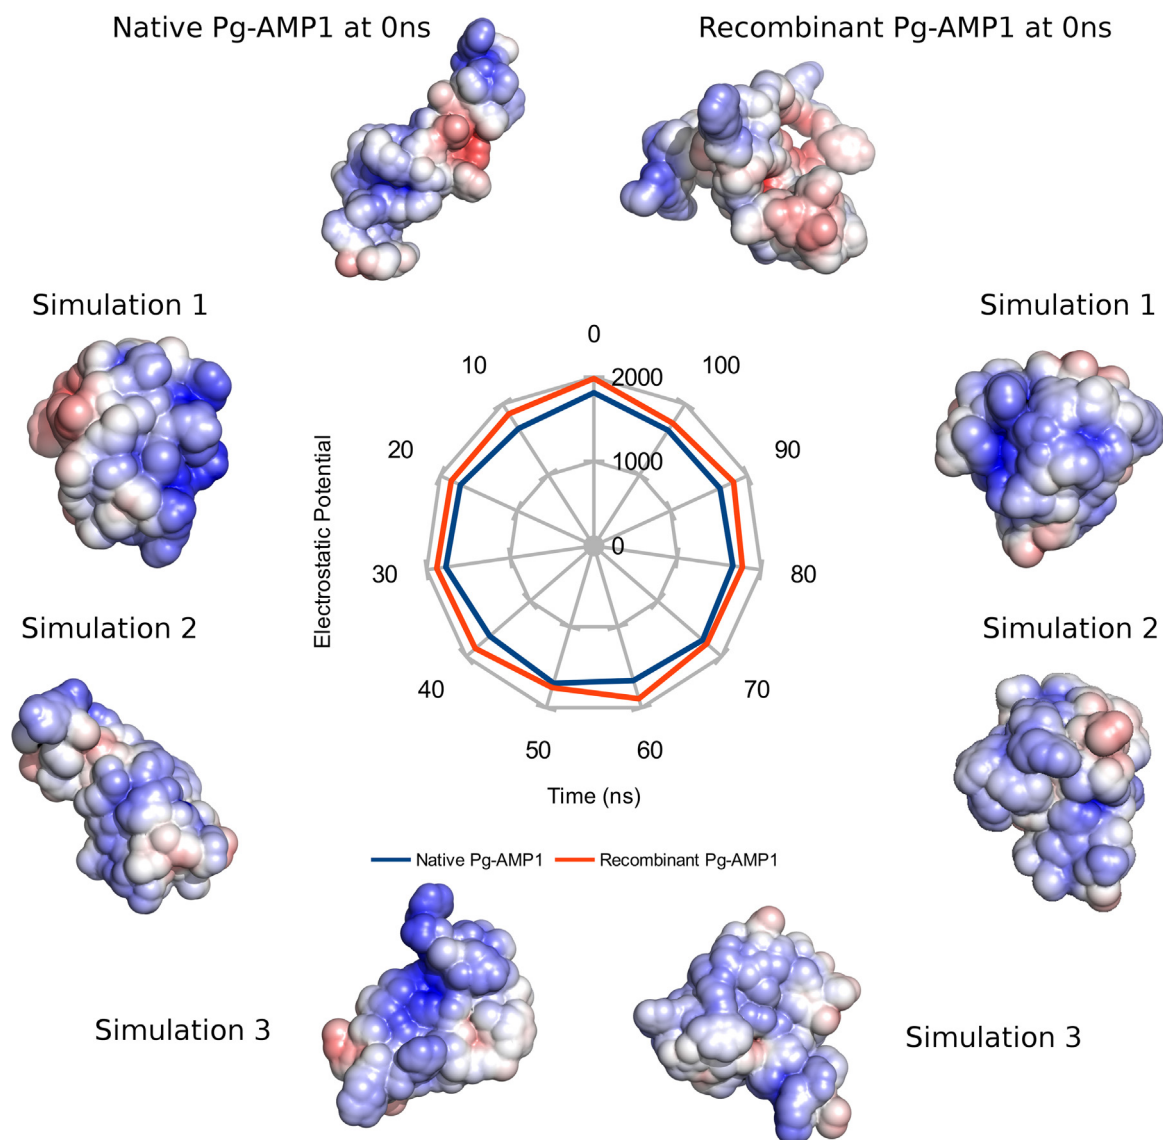 Native Pg-AMP1 at 0ns
Recombinant Pg-AMP1 at 0ns
Simulation 1
Simulation 1
0
10
100
2000
20
90
1000
Electrostatic Potential
0
30
80
Simulation 2
Simulation 2
40
70
50
60
Time (ns)
Native Pg-AMP1
Recombinant Pg-AMP1
Simulation 3
Simulation 3